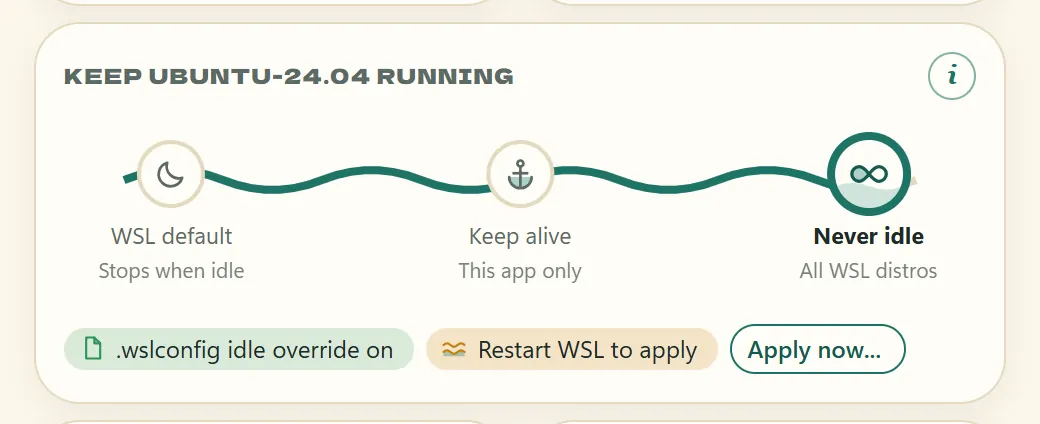 KEEP UBUNTU-24.04 RUNNING
i
WSL default
Keep alive
Never idle
Stops when idle
This app only
All WSL distros
.wslconfig idle override on
Restart WSL to apply
Apply now...